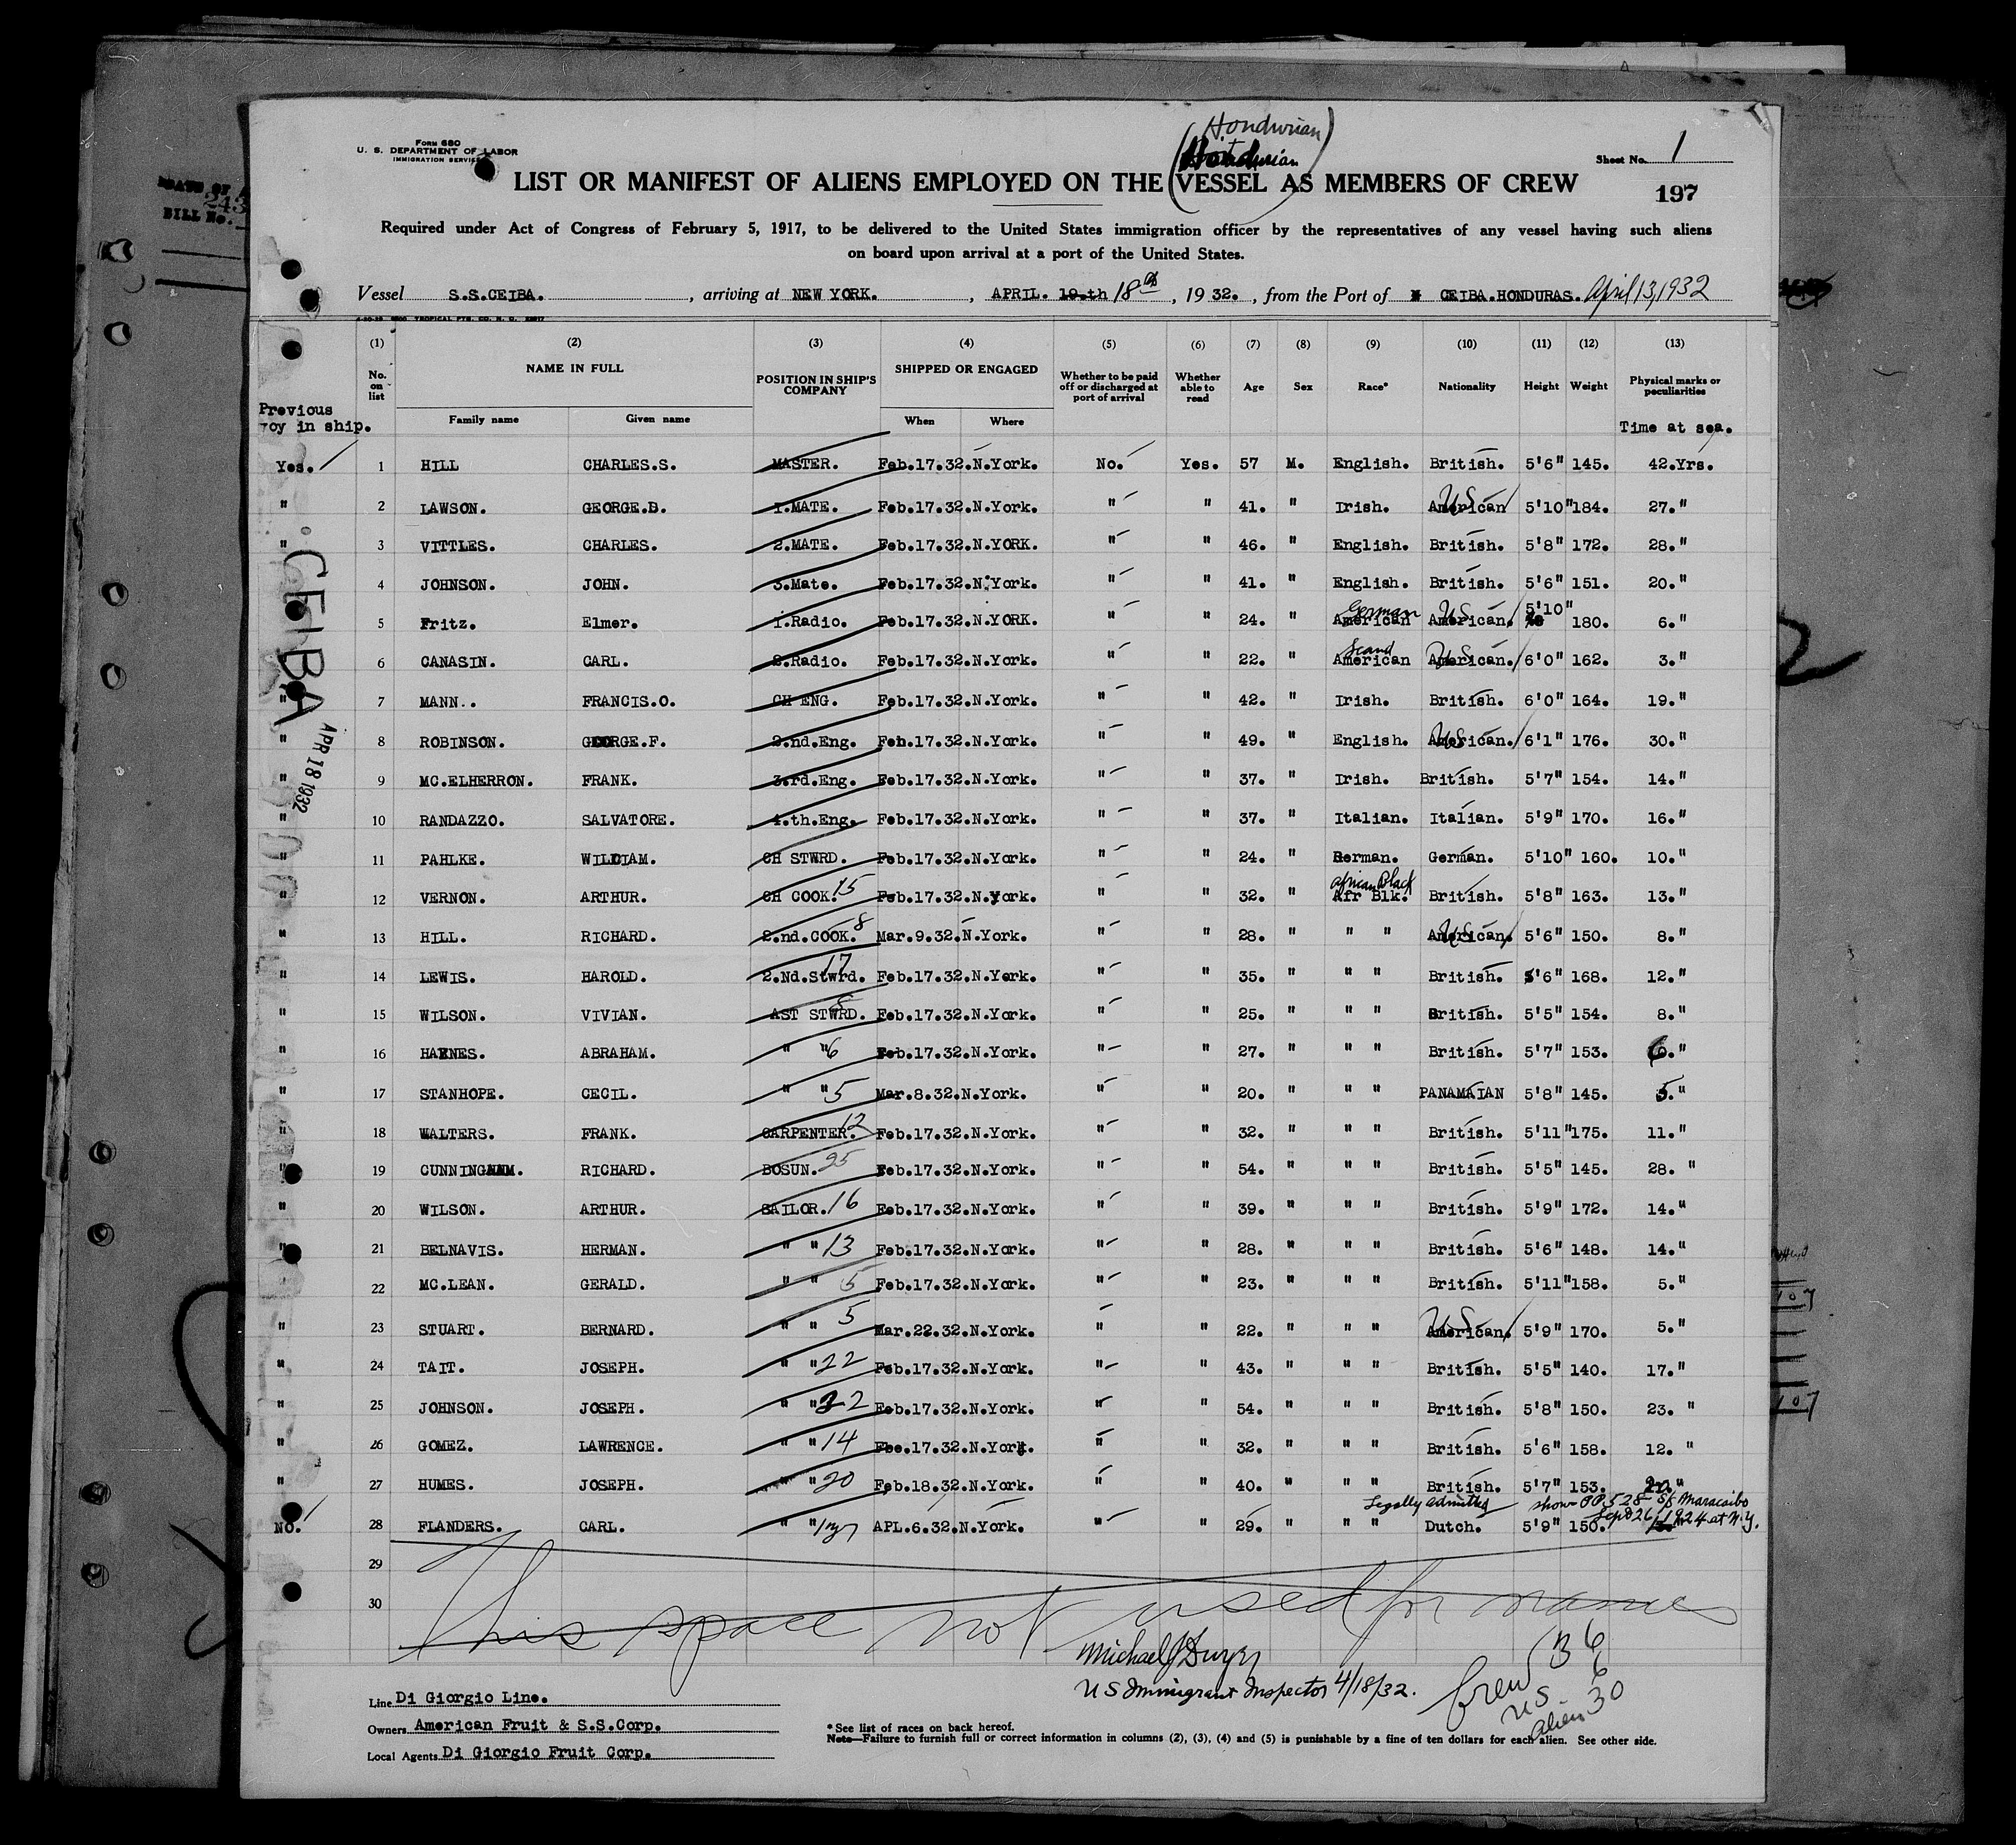 Form 680
U. S. DEPARTMENT OF LABOR
IMMIGRATION SERVICE
(Hondurian)
Hondurian
Sheet No. 1
LIST OR MANIFEST OF ALIENS EMPLOYED ON THE VESSEL AS MEMBERS OF CREW
197
Required under Act of Congress of February 5, 1917, to be delivered to the United States immigration officer by the representatives of any vessel having such aliens
on board upon arrival at a port of the United States.
Vessel S.S.CEIBA. , arriving at NEW YORK. , APRIL. 19.th 18th , 19 32. , from the Port of CEIBA.HONDURAS. April 13, 1932
(1) (2) (3) (4) (5) (6) (7) (8) (9) (10) (11) (12) (13)
No. on list NAME IN FULL POSITION IN SHIP'S COMPANY SHIPPED OR ENGAGED Whether to be paid off or discharged at port of arrival Whether able to read Age Sex Race* Nationality Height Weight Physical marks or peculiarities
Previous voy in ship. Family name Given name When Where Time at sea.
Yes. 1 HILL CHARLES.S. MASTER. Feb.17.32.N.York. No. Yes. 57 M. English. British. 5'6" 145. 42.Yrs.
" 2 LAWSON. GEORGE.D. 1.MATE. Feb.17.32.N.York. " " 41. " Irish. American US 5'10" 184. 27."
" 3 VITTLES. CHARLES. 2.MATE. Feb.17.32.N.YORK. " " 46. " English. British. 5'8" 172. 28."
" 4 JOHNSON. JOHN. 3.Mate. Feb.17.32.N.York. " " 41. " English. British. 5'6" 151. 20."
" 5 Fritz. Elmer. 1.Radio. Feb.17.32.N.YORK. " " 24. " American German American. US 5'10" 180. 6."
" 6 CANASIN. CARL. 2.Radio. Feb.17.32.N.York. " " 22. " American Scand American. US 6'0" 162. 3."
" 7 MANN.. FRANCIS.O. CH ENG. Feb.17.32.N.York. " " 42. " Irish. British. 6'0" 164. 19."
" 8 ROBINSON. GEORGE.F. 2.nd.Eng. Feb.17.32.N.York. " " 49. " English. American. US 6'1" 176. 30."
" 9 MC.ELHERRON. FRANK. 3.rd.Eng. Feb.17.32.N.York. " " 37. " Irish. British. 5'7" 154. 14."
" 10 RANDAZZO. SALVATORE. 4.th.Eng. Feb.17.32.N.York. " " 37. " Italian. Italian. 5'9" 170. 16."
" 11 PAHLKE. WILLIAM. CH STWRD. Feb.17.32.N.York. " " 24. " German. German. 5'10" 160. 10."
" 12 VERNON. ARTHUR. CH COOK. 15 Feb.17.32.N.York. " " 32. " Afr Blk. African Black British. 5'8" 163. 13."
" 13 HILL. RICHARD. 2.nd.COOK. 8 Mar.9.32.N.York. " " 28. " " " American. US 5'6" 150. 8."
" 14 LEWIS. HAROLD. 2.Nd.Stwrd. 17 Feb.17.32.N.York. " " 35. " " " British. 5'6" 168. 12."
" 15 WILSON. VIVIAN. AST STWRD. 8 Feb.17.32.N.York. " " 25. " " " British. 5'5" 154. 8."
" 16 HAYNES. ABRAHAM. " " 6 Feb.17.32.N.York. " " 27. " " " British. 5'7" 153. 6."
" 17 STANHOPE. CECIL. " " 5 Mar.8.32.N.York. " " 20. " " " PANAMAIAN 5'8" 145. 5."
" 18 WALTERS. FRANK. CARPENTER. 12 Feb.17.32.N.York. " " 32. " " " British. 5'11" 175. 11."
" 19 CUNNINGHAM. RICHARD. BOSUN. 25 Feb.17.32.N.York. " " 54. " " " British. 5'5" 145. 28. "
" 20 WILSON. ARTHUR. SAILOR. 16 Feb.17.32.N.York. " " 39. " " " British. 5'9" 172. 14."
" 21 BELNAVIS. HERMAN. " " 13 Feb.17.32.N.York. " " 28. " " " British. 5'6" 148. 14."
" 22 MC.LEAN. GERALD. " " 5 Feb.17.32.N.York. " " 23. " " " British. 5'11" 158. 5."
" 23 STUART. BERNARD. " " 5 Mar.22.32.N.York. " " 22. " " " American. US 5'9" 170. 5."
" 24 TAIT. JOSEPH. " " 22 Feb.17.32.N.York. " " 43. " " " British. 5'5" 140. 17."
" 25 JOHNSON. JOSEPH. " " 22 Feb.17.32.N.York. " " 54. " " " British. 5'8" 150. 23. "
" 26 GOMEZ. LAWRENCE. " " 14 Feb.17.32.N.York. " " 32. " " " British. 5'6" 158. 12. "
" 27 HUMES. JOSEPH. " " 20 Feb.18.32.N.York. " " 40. " " " British. 5'7" 153. 20."
Legally admitted show PP 528 S/S Maracaibo
Sept 26, 1924 at N.Y.
No. 28 FLANDERS. CARL. " " APL.6.32.N.York. " " 29. " " " Dutch. 5'9" 150.
29
30
This space not used for names
CEIBA
APR 18 1932
Michael J Dwyer
US Immigrant Inspector 4/18/32.
Crew 36
US 6
alien 30
Line Di Giorgio Line.
Owners American Fruit & S.S.Corp.
Local Agents Di Giorgio Fruit Corp.
*See list of races on back hereof.
Note—Failure to furnish full or correct information in columns (2), (3), (4) and (5) is punishable by a fine of ten dollars for each alien. See other side.
243
BILL No.
107
107